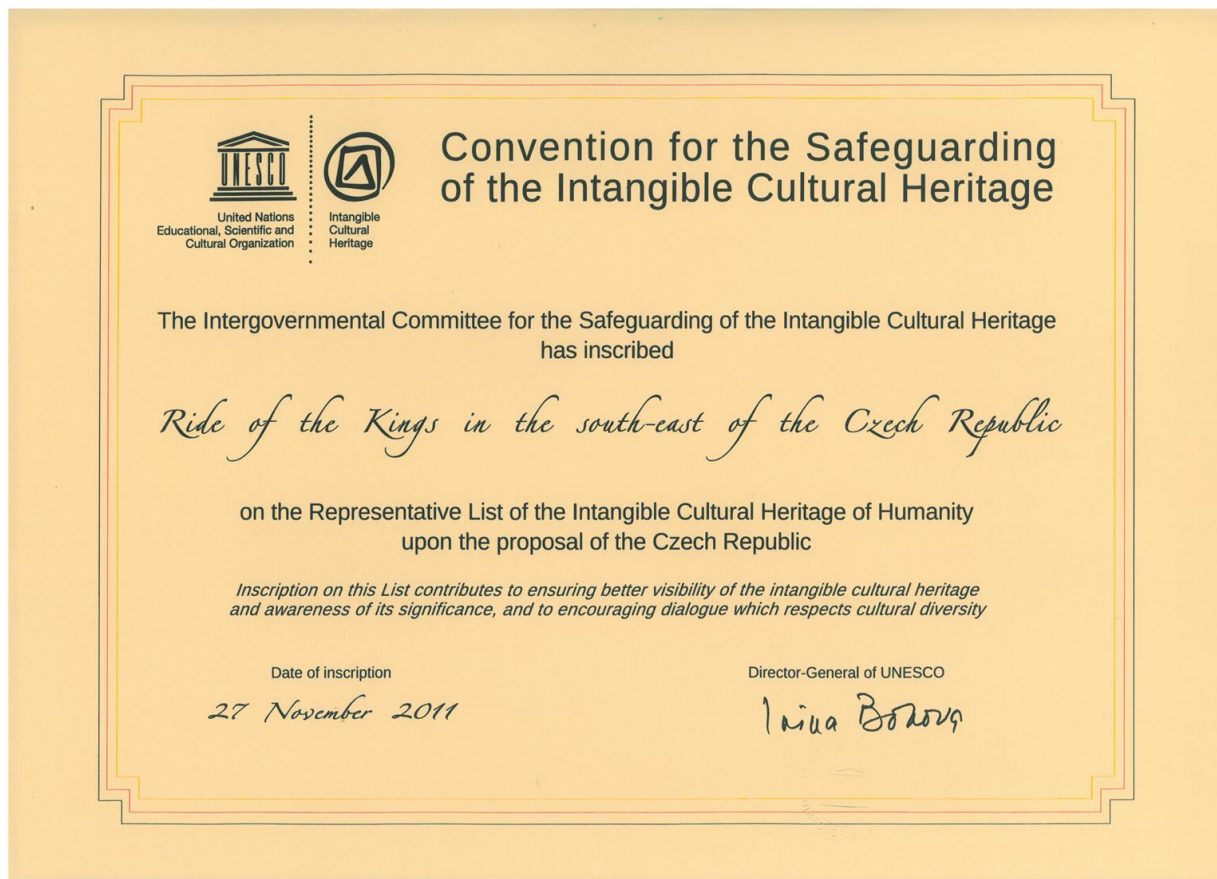 UNESCO
United Nations
Educational, Scientific and
Cultural Organization
Intangible
Cultural
Heritage
Convention for the Safeguarding
of the Intangible Cultural Heritage
The Intergovernmental Committee for the Safeguarding of the Intangible Cultural Heritage
has inscribed
Ride of the Kings in the south-east of the Czech Republic
on the Representative List of the Intangible Cultural Heritage of Humanity
upon the proposal of the Czech Republic
Inscription on this List contributes to ensuring better visibility of the intangible cultural heritage
and awareness of its significance, and to encouraging dialogue which respects cultural diversity
Date of inscription
27 November 2011
Director-General of UNESCO
Irina Bokova